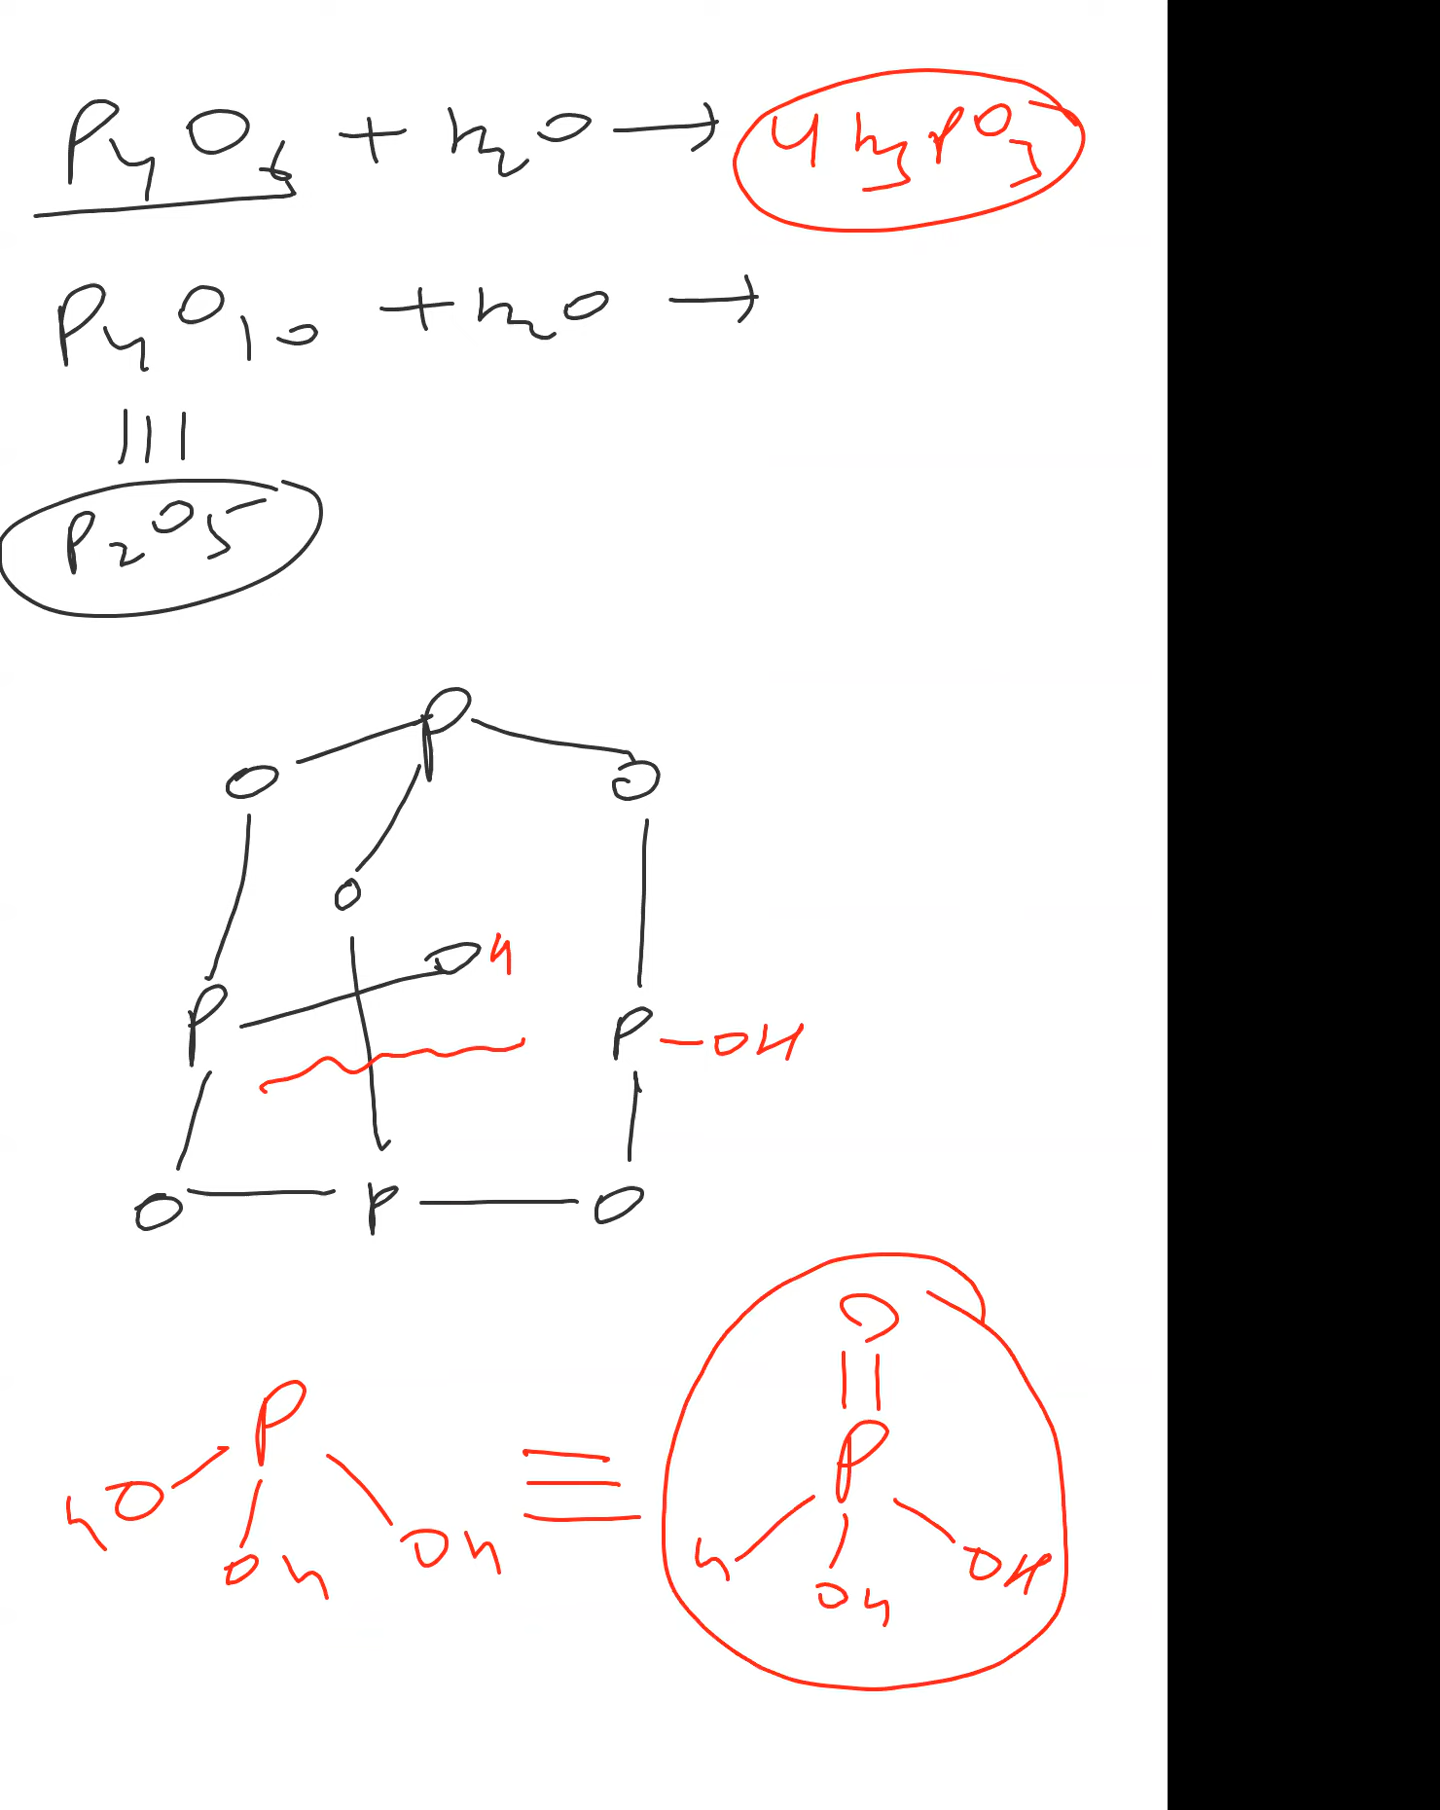 P₄O₆ + H₂O → 4H₃PO₃
P₄O₁₀ + H₂O →
|||
P₂O₅
P
O O
O
OH
P P-OH
O P O
O
P P
HO OH ≡ H OH
OH OH